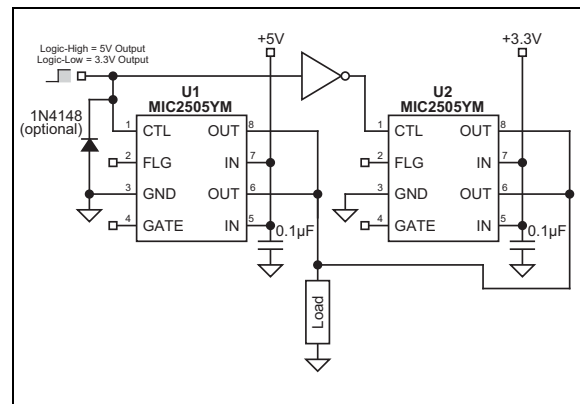 Logic-High = 5V Output
Logic-Low = 3.3V Output
+5V
+3.3V
U1
MIC2505YM
U2
MIC2505YM
1N4148
(optional)
1 CTL OUT 8
2 FLG IN 7
3 GND OUT 6
4 GATE IN 5
0.1µF
1 CTL OUT 8
2 FLG IN 7
3 GND OUT 6
4 GATE IN 5
0.1µF
Load